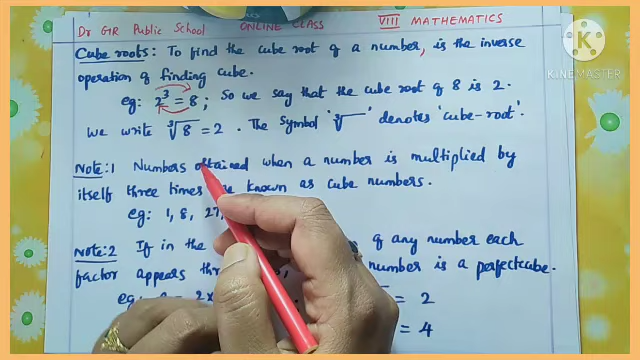 Dr GTR Public School ONLINE CLASS VIII MATHEMATICS
Cube roots: To find the cube root of a number, is the inverse
operation of finding cube.
eg: 2³ = 8; So we say that the cube root of 8 is 2.
We write ∛8 = 2. The symbol '∛' denotes 'cube-root'.
Note:1 Numbers obtained when a number is multiplied by
itself three times are known as cube numbers.
eg: 1, 8, 27,
Note:2 If in the of any number each
factor appears number is a perfectcube.
eg: = 2x = 2
= 4
KINEMASTER